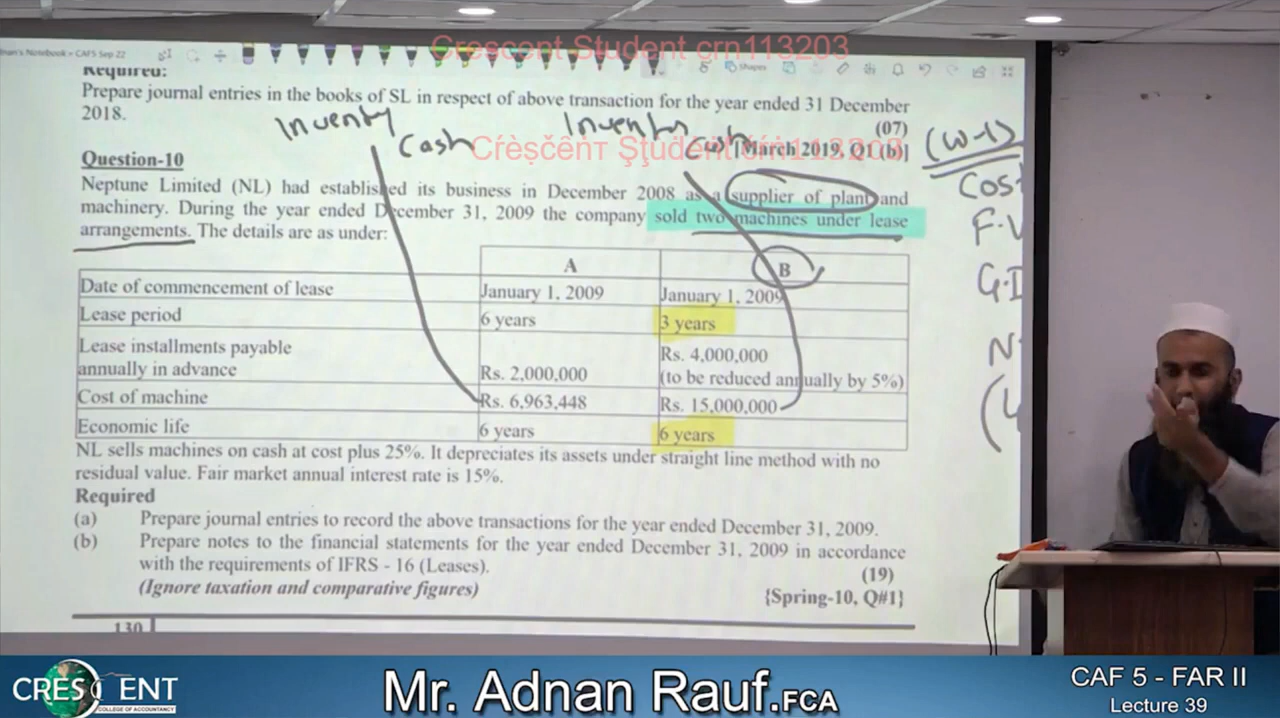 Crescent Student crn113203
CAF5 Sep 22
Shapes
Required:
Prepare journal entries in the books of SL in respect of above transaction for the year ended 31 December
2018.
(07)
Inventory Cash Inventory Cash
[March 2019, Q1(b)]
(W-1)
Question-10
Cost
Neptune Limited (NL) had established its business in December 2008 as a supplier of plant and
machinery. During the year ended December 31, 2009 the company sold two machines under lease
arrangements. The details are as under:
A B
Date of commencement of lease January 1, 2009 January 1, 2009
Lease period 6 years 3 years
Lease installments payable
annually in advance Rs. 2,000,000 Rs. 4,000,000
(to be reduced annually by 5%)
Cost of machine Rs. 6,963,448 Rs. 15,000,000
Economic life 6 years 6 years
NL sells machines on cash at cost plus 25%. It depreciates its assets under straight line method with no
residual value. Fair market annual interest rate is 15%.
Required
(a) Prepare journal entries to record the above transactions for the year ended December 31, 2009.
(b) Prepare notes to the financial statements for the year ended December 31, 2009 in accordance
with the requirements of IFRS - 16 (Leases).
(19)
(Ignore taxation and comparative figures)
{Spring-10, Q#1}
130
CRESCENT
COLLEGE OF ACCOUNTANCY
Mr. Adnan Rauf.FCA
CAF 5 - FAR II
Lecture 39